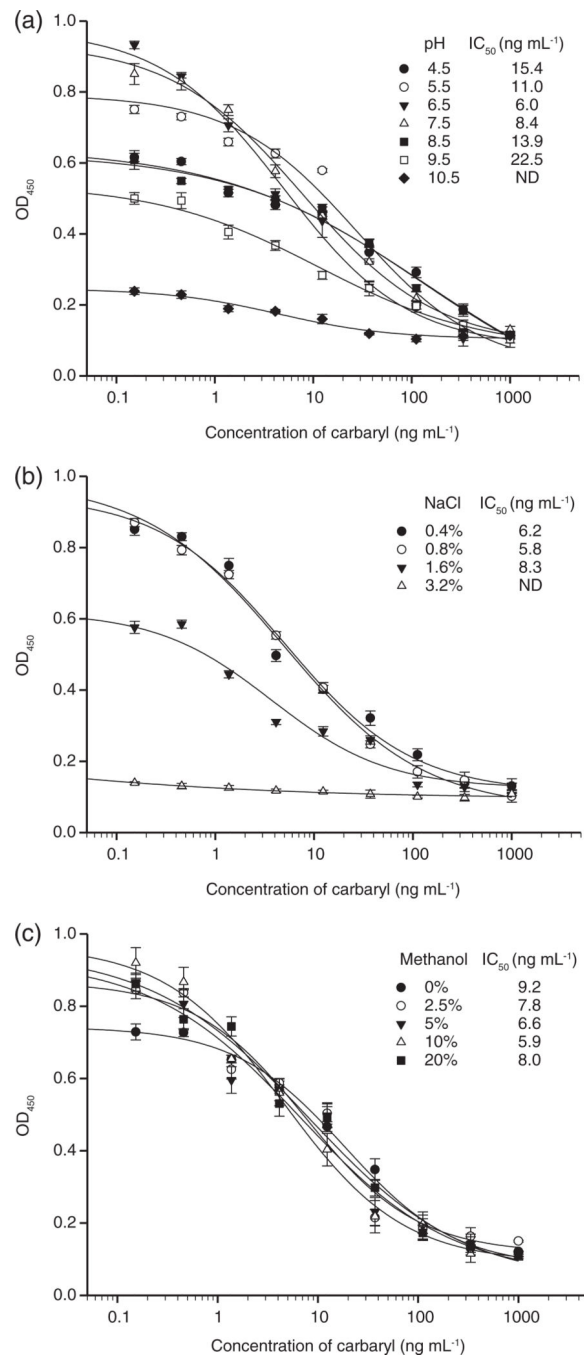 (a)
pH IC50 (ng mL-1)
4.5 15.4
5.5 11.0
6.5 6.0
7.5 8.4
8.5 13.9
9.5 22.5
10.5 ND
1.0
0.8
0.6
0.4
0.2
0.0
OD450
0.1 1 10 100 1000
Concentration of carbaryl (ng mL-1)
(b)
NaCl IC50 (ng mL-1)
0.4% 6.2
0.8% 5.8
1.6% 8.3
3.2% ND
1.0
0.8
0.6
0.4
0.2
0.0
OD450
0.1 1 10 100 1000
Concentration of carbaryl (ng mL-1)
(c)
Methanol IC50 (ng mL-1)
0% 9.2
2.5% 7.8
5% 6.6
10% 5.9
20% 8.0
1.0
0.8
0.6
0.4
0.2
0.0
OD450
0.1 1 10 100 1000
Concentration of carbaryl (ng mL-1)